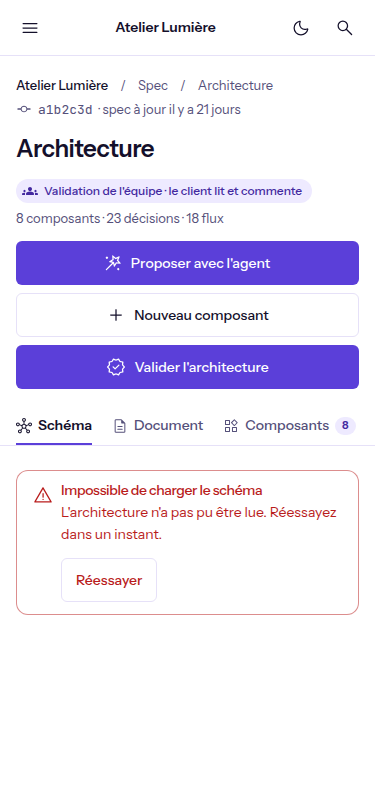 Atelier Lumière
Atelier Lumière / Spec / Architecture
a1b2c3d · spec à jour il y a 21 jours
Architecture
Validation de l'équipe · le client lit et commente
8 composants · 23 décisions · 18 flux
Proposer avec l'agent
Nouveau composant
Valider l'architecture
Schéma Document Composants 8
Impossible de charger le schéma
L'architecture n'a pas pu être lue. Réessayez
dans un instant.
Réessayer